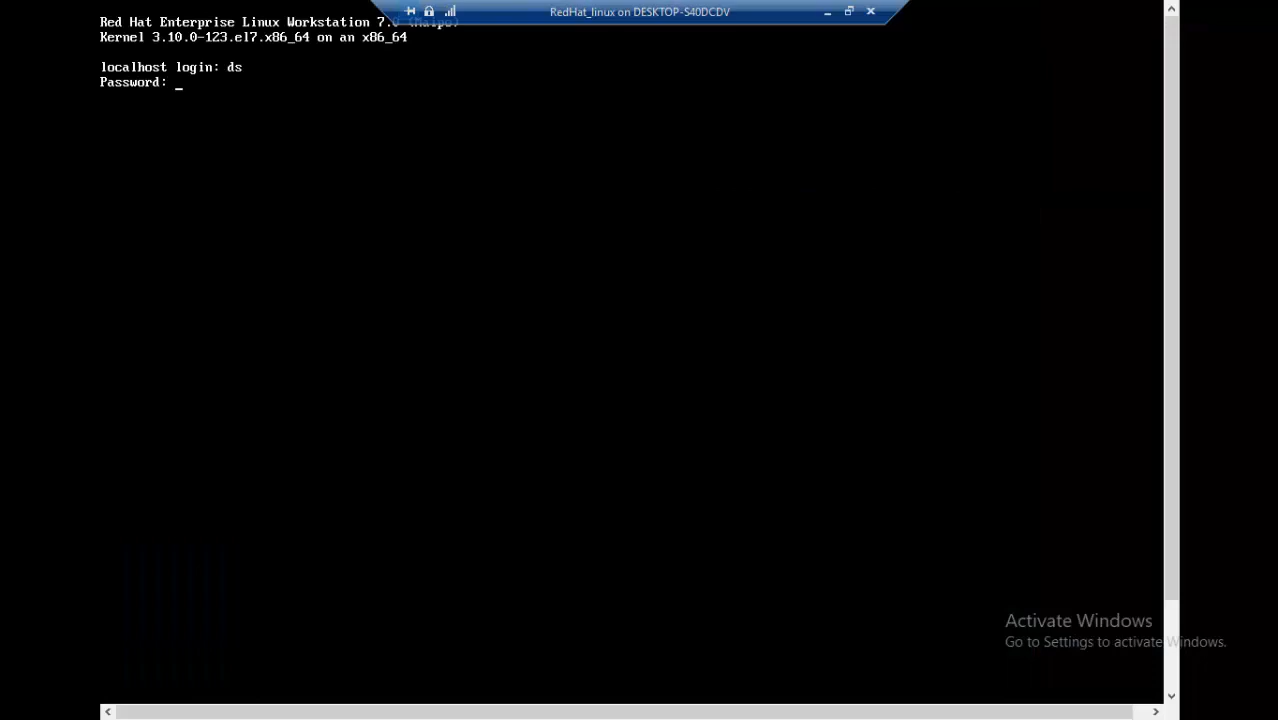 RedHat_linux on DESKTOP-S40DCDV
Red Hat Enterprise Linux Workstation 7.0 (Maipo)
Kernel 3.10.0-123.el7.x86_64 on an x86_64
localhost login: ds
Password: _
Activate Windows
Go to Settings to activate Windows.